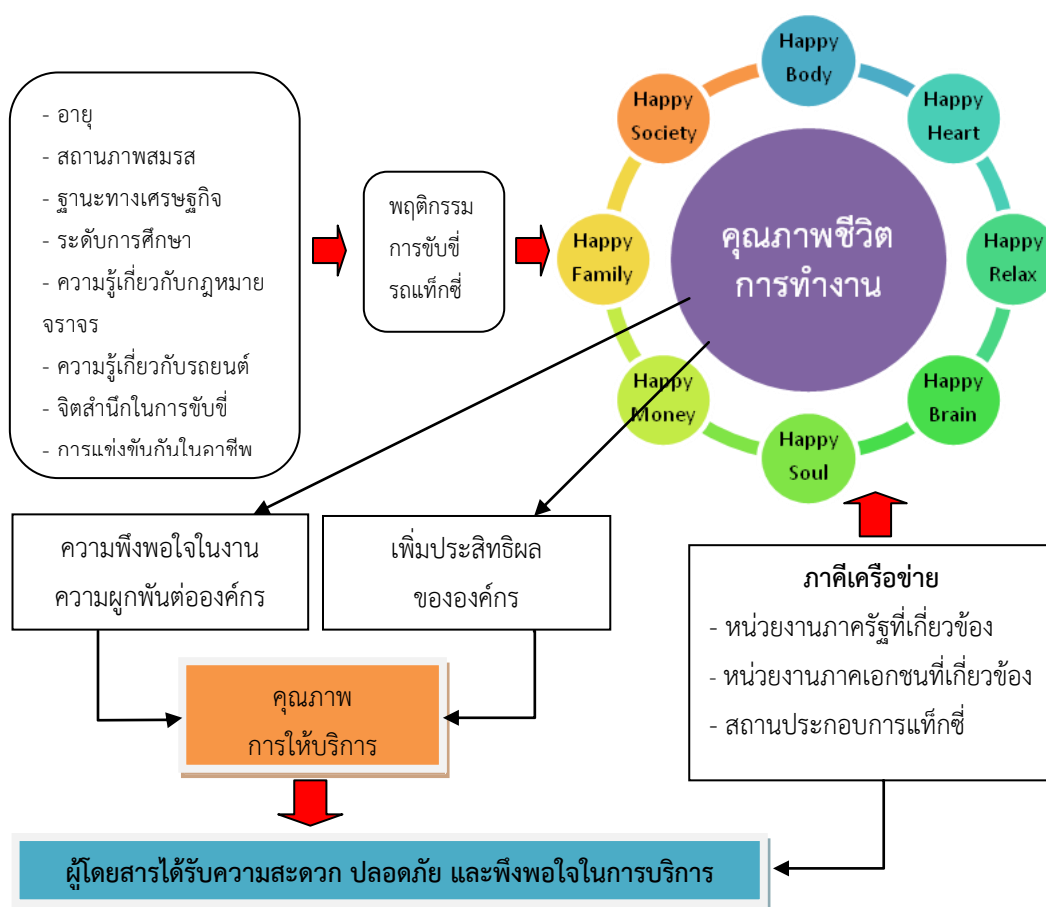 - อายุ
- สถานภาพสมรส
- ฐานะทางเศรษฐกิจ
- ระดับการศึกษา
- ความรู้เกี่ยวกับกฎหมาย
จราจร
- ความรู้เกี่ยวกับรถยนต์
- จิตสำนึกในการขับขี่
- การแข่งขันกันในอาชีพ
พฤติกรรม
การขับขี่
รถแท็กซี่
Happy
Body
Happy
Heart
Happy
Relax
Happy
Brain
Happy
Soul
Happy
Money
Happy
Family
Happy
Society
คุณภาพชีวิต
การทำงาน
ความพึงพอใจในงาน
ความผูกพันต่อองค์กร
เพิ่มประสิทธิผล
ขององค์กร
ภาคีเครือข่าย
- หน่วยงานภาครัฐที่เกี่ยวข้อง
- หน่วยงานภาคเอกชนที่เกี่ยวข้อง
- สถานประกอบการแท็กซี่
คุณภาพ
การให้บริการ
ผู้โดยสารได้รับความสะดวก ปลอดภัย และพึงพอใจในการบริการ